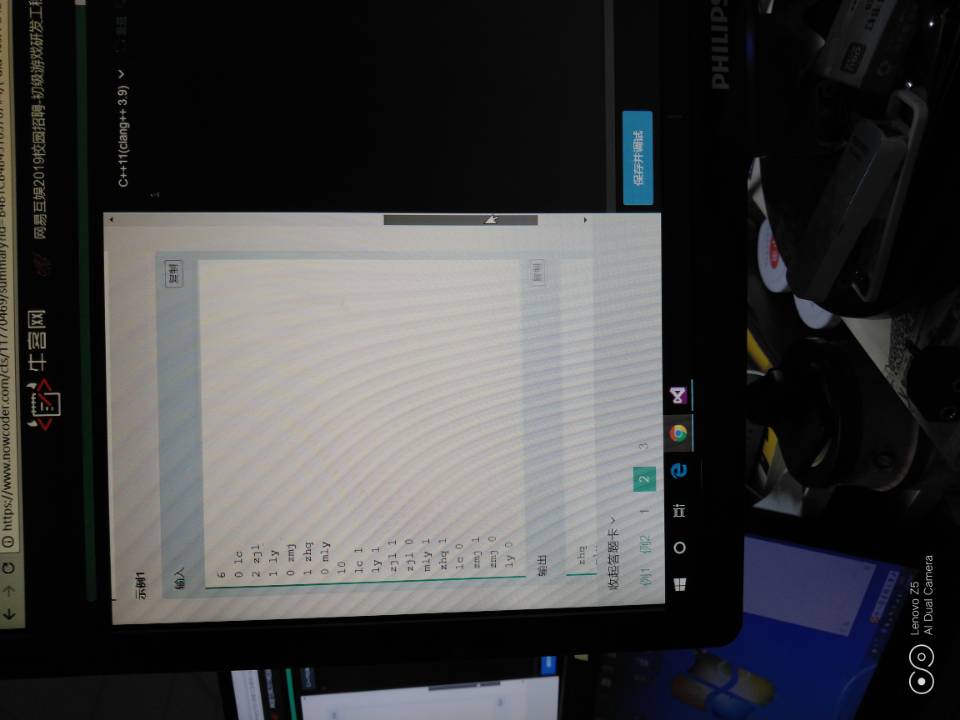 https://www.nowcoder.com/cts/11770469/summary?id=
牛客网
网易互娱2019校园招聘-初级游戏研发工程
C++11(clang++ 3.9)
1
示例1
输入
复制
6
0 lc
2 zjl
1 ly
0 zmj
1 zhq
0 mly
10
lc 1
ly 1
zjl 1
zjl 0
mly 1
zhq 1
lc 0
zmj 1
zmj 0
ly 0
输出
复制
zhq
收起答题卡
例1 例2 1 2 3
保存并调试
PHILIPS
Lenovo Z5
AI Dual Camera